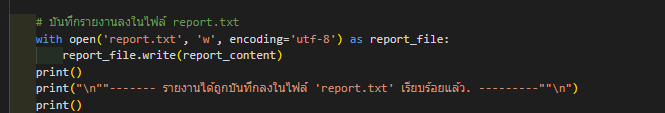 # บันทึกรายงานลงในไฟล์ report.txt
with open('report.txt', 'w', encoding='utf-8') as report_file:
    report_file.write(report_content)
print()
print("\n""------- รายงานได้ถูกบันทึกลงในไฟล์ 'report.txt' เรียบร้อยแล้ว. ---------""\n")
print()